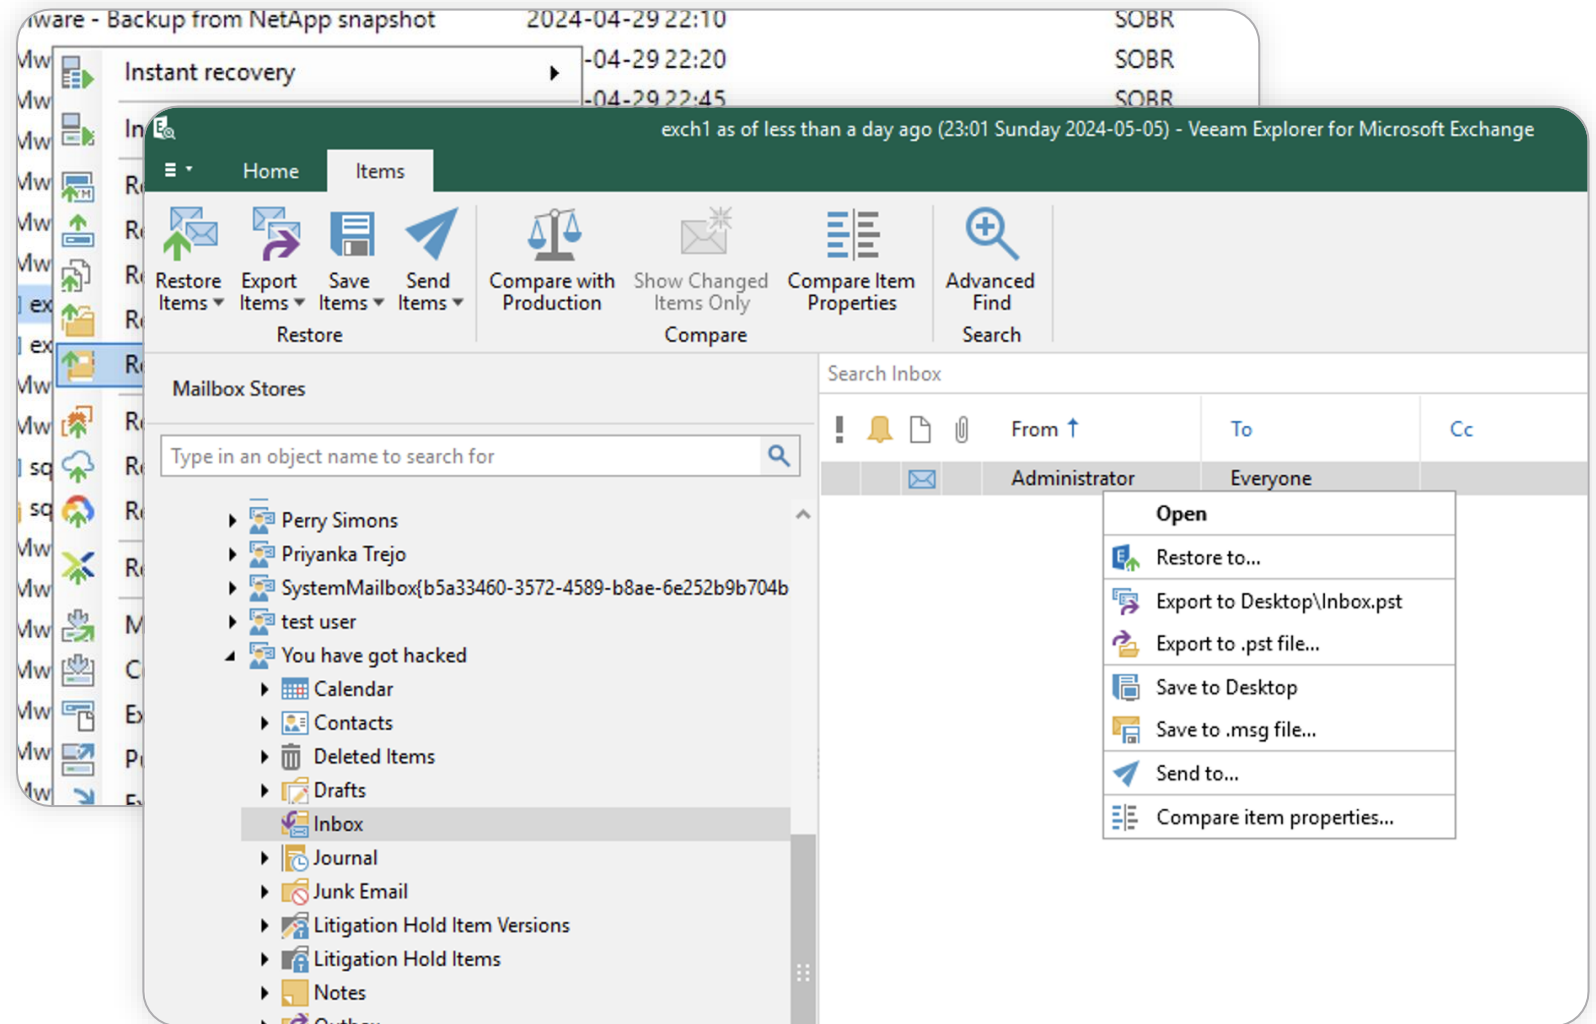 Backup from NetApp snapshot 2024-04-29 22:10 SOBR
-04-29 22:20 SOBR
-04-29 22:45 SOBR
Instant recovery
exch1 as of less than a day ago (23:01 Sunday 2024-05-05) - Veeam Explorer for Microsoft Exchange
Home Items
Restore Items
Export Items
Save Items
Send Items
Restore
Compare with Production
Show Changed Items Only
Compare Item Properties
Compare
Advanced Find
Search
Mailbox Stores
Type in an object name to search for
Perry Simons
Priyanka Trejo
SystemMailbox{b5a33460-3572-4589-b8ae-6e252b9b704b
test user
You have got hacked
Calendar
Contacts
Deleted Items
Drafts
Inbox
Journal
Junk Email
Litigation Hold Item Versions
Litigation Hold Items
Notes
Search Inbox
From To Cc
Administrator Everyone
Open
Restore to...
Export to Desktop\Inbox.pst
Export to .pst file...
Save to Desktop
Save to .msg file...
Send to...
Compare item properties...